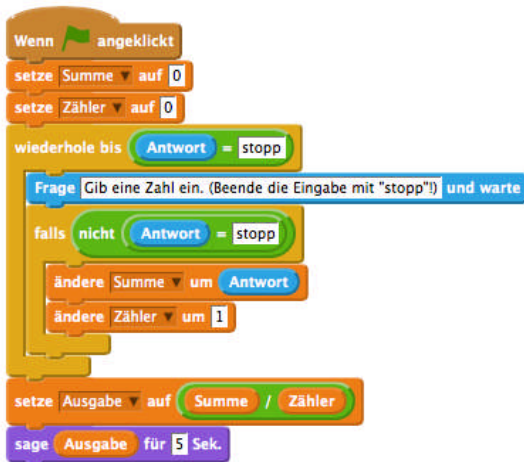 Wenn angeklickt
setze Summe auf 0
setze Zähler auf 0
wiederhole bis Antwort = stopp
Frage Gib eine Zahl ein. (Beende die Eingabe mit "stopp"!) und warte
falls nicht Antwort = stopp
ändere Summe um Antwort
ändere Zähler um 1
setze Ausgabe auf Summe / Zähler
sage Ausgabe für 5 Sek.